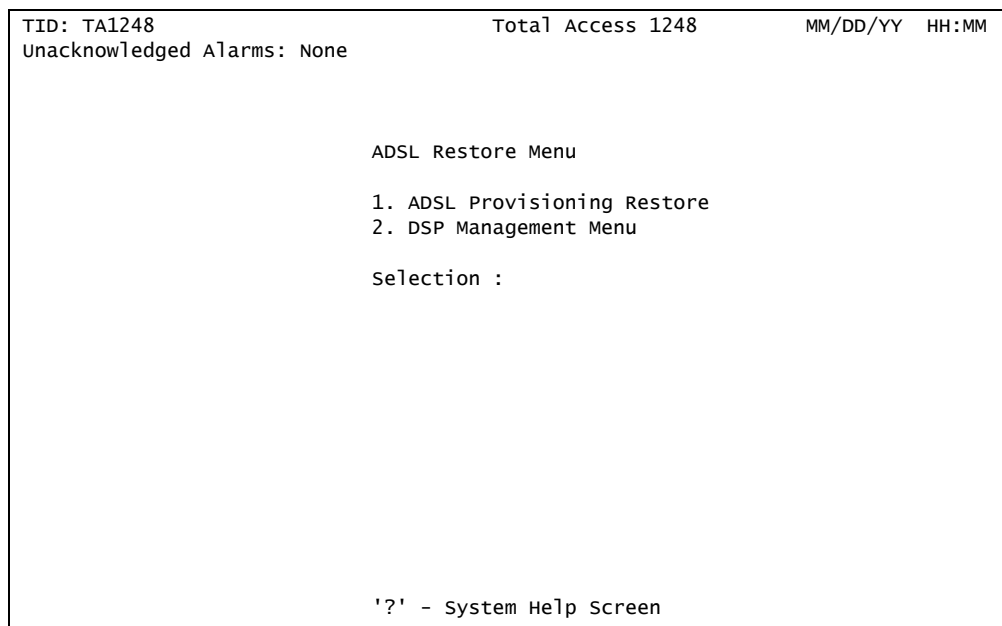 TID: TA1248 Total Access 1248 MM/DD/YY HH:MM
Unacknowledged Alarms: None
ADSL Restore Menu
1. ADSL Provisioning Restore
2. DSP Management Menu
Selection :
'?' - System Help Screen